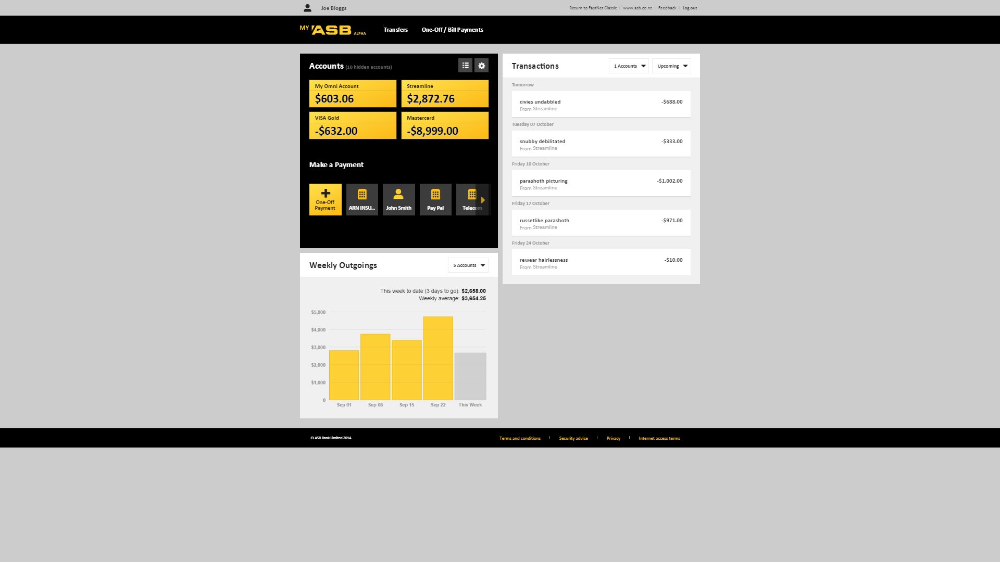 Joe Bloggs
Return to FastNet Classic
www.asb.co.nz
Feedback
Log out
MY ASB ALPHA
Transfers
One-Off / Bill Payments
Accounts (10 hidden accounts)
My Omni Account
$603.06
Streamline
$2,872.76
VISA Gold
-$632.00
Mastercard
-$8,999.00
Make a Payment
One-Off
Payment
ARN INSU...
John Smith
Pay Pal
Telecom
Weekly Outgoings
5 Accounts
This week to date (3 days to go): $2,658.00
Weekly average: $3,654.25
$5,000
$4,000
$3,000
$2,000
$1,000
0
Sep 01
Sep 08
Sep 15
Sep 22
This Week
Transactions
1 Accounts
Upcoming
Tomorrow
civies undabbled
-$688.00
From Streamline
Tuesday 07 October
snubby debilitated
-$333.00
From Streamline
Friday 10 October
parashoth picturing
-$1,002.00
From Streamline
Friday 17 October
russetlike parashoth
-$971.00
From Streamline
Friday 24 October
rewear hairlessness
-$10.00
From Streamline
© ASB Bank Limited 2014
Terms and conditions
Security advice
Privacy
Internet access terms